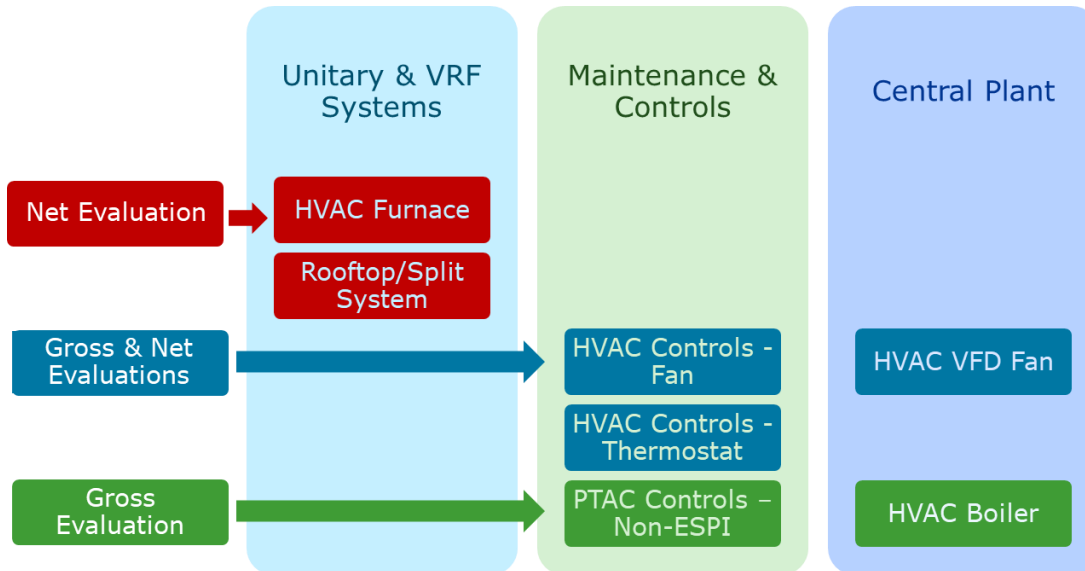 Unitary & VRF
Systems
Maintenance &
Controls
Central Plant
Net Evaluation
HVAC Furnace
Rooftop/Split
System
Gross & Net
Evaluations
HVAC Controls -
Fan
HVAC VFD Fan
HVAC Controls -
Thermostat
Gross
Evaluation
PTAC Controls –
Non-ESPI
HVAC Boiler